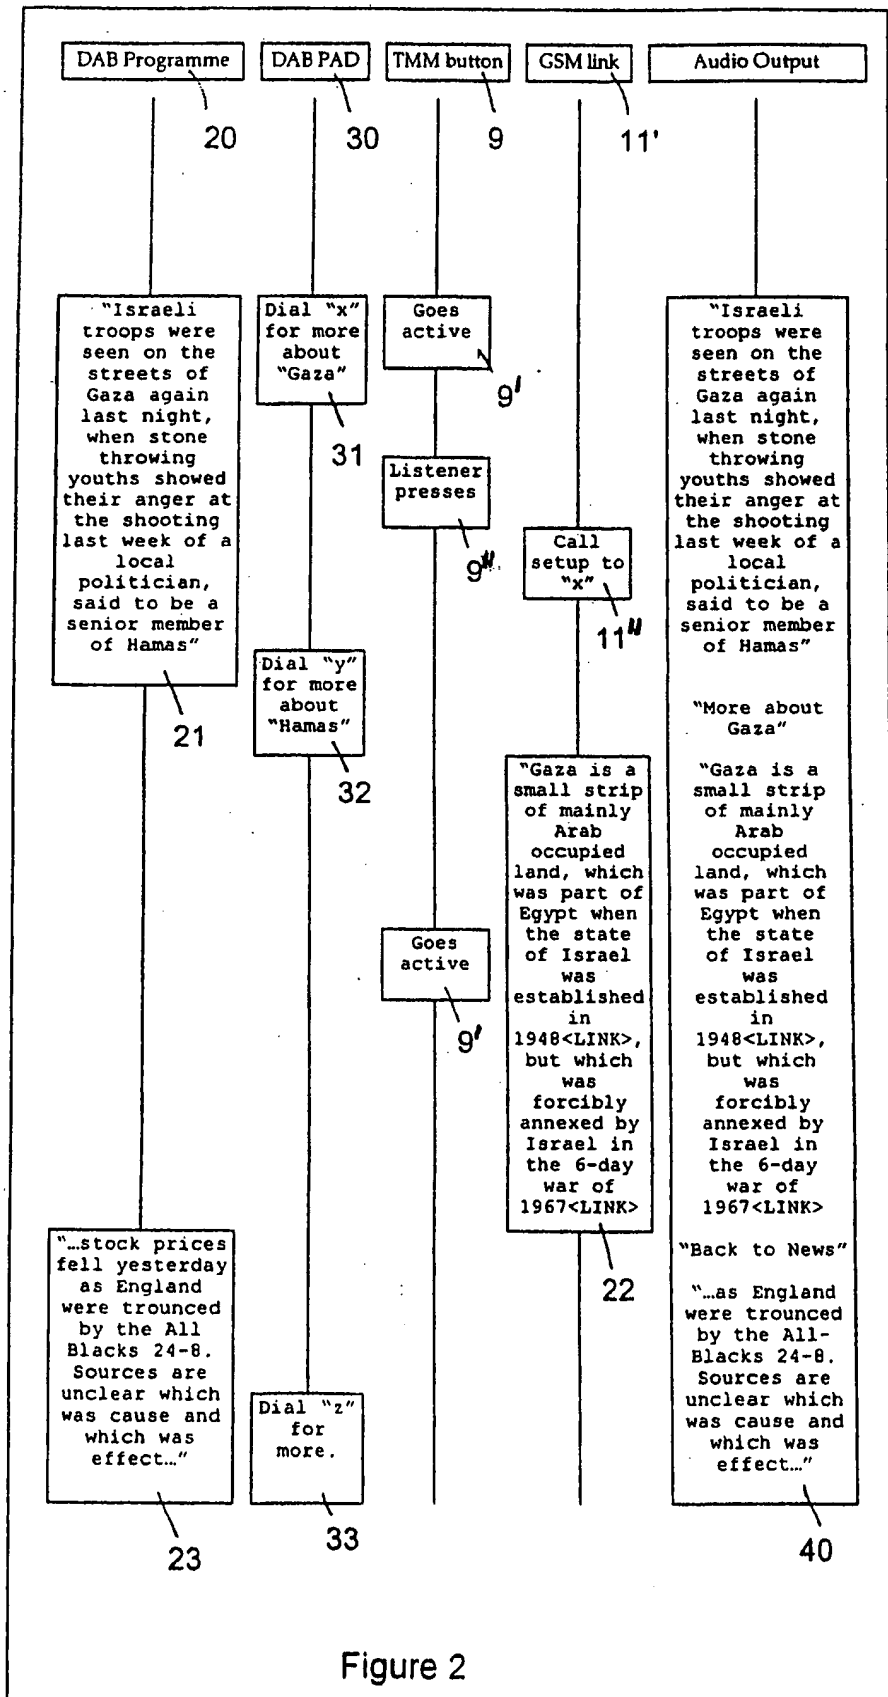 DAB Programme
DAB PAD
TMM button
GSM link
Audio Output
20
30
9
11'
"Israeli
troops were
seen on the
streets of
Gaza again
last night,
when stone
throwing
youths showed
their anger at
the shooting
last week of a
local
politician,
said to be a
senior member
of Hamas"
21
Dial "x"
for more
about
"Gaza"
31
Goes
active
9'
Listener
presses
9"
Call
setup to
"x"
11"
Dial "y"
for more
about
"Hamas"
32
"Gaza is a
small strip
of mainly
Arab
occupied
land, which
was part of
Egypt when
the state
of Israel
was
established
in
1948<LINK>,
but which
was
forcibly
annexed by
Israel in
the 6-day
war of
1967<LINK>
22
Goes
active
9'
"Israeli
troops were
seen on the
streets of
Gaza again
last night,
when stone
throwing
youths showed
their anger at
the shooting
last week of a
local
politician,
said to be a
senior member
of Hamas"
"More about
Gaza"
"Gaza is a
small strip
of mainly
Arab
occupied
land, which
was part of
Egypt when
the state
of Israel
was
established
in
1948<LINK>,
but which
was
forcibly
annexed by
Israel in
the 6-day
war of
1967<LINK>
"Back to News"
"…as England
were trounced
by the All-
Blacks 24-8.
Sources are
unclear which
was cause and
which was
effect…"
40
"…stock prices
fell yesterday
as England
were trounced
by the All
Blacks 24-8.
Sources are
unclear which
was cause and
which was
effect…"
23
Dial "z"
for
more.
33
Figure 2